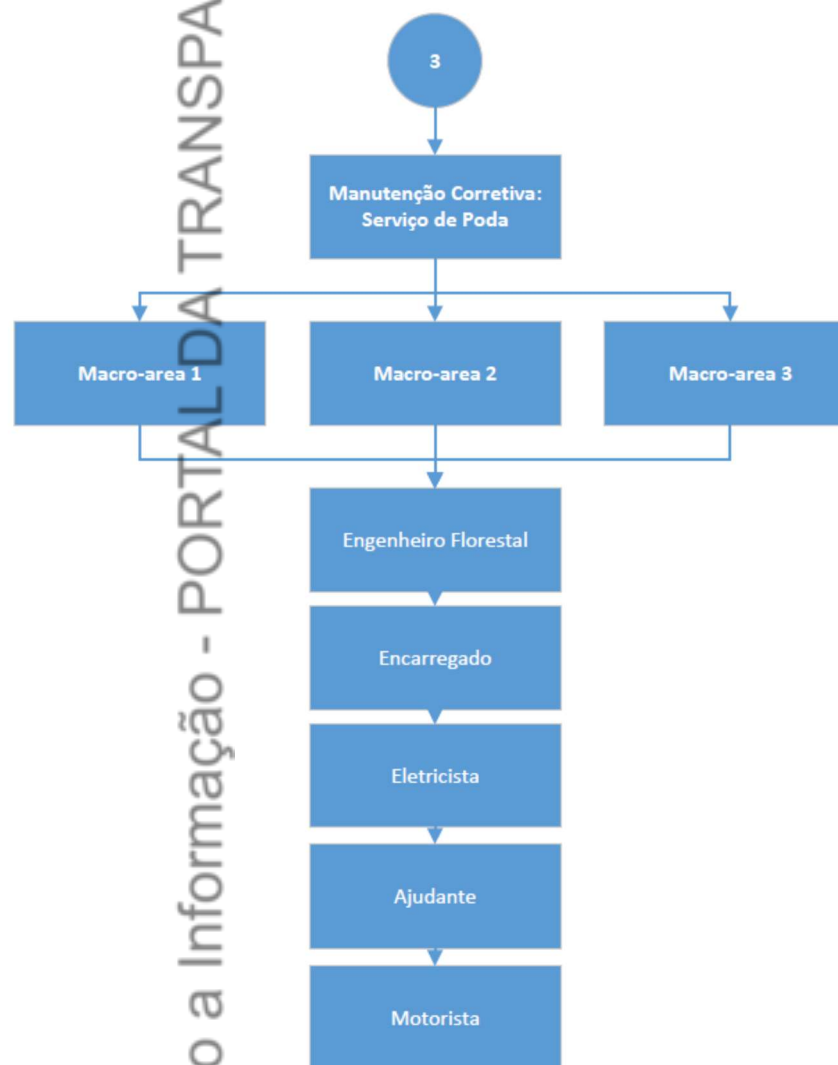 3
Manutenção Corretiva:
Serviço de Poda
Macro-area 1
Macro-area 2
Macro-area 3
Engenheiro Florestal
Encarregado
Eletricista
Ajudante
Motorista
o a Informação - PORTAL DA TRANSPA